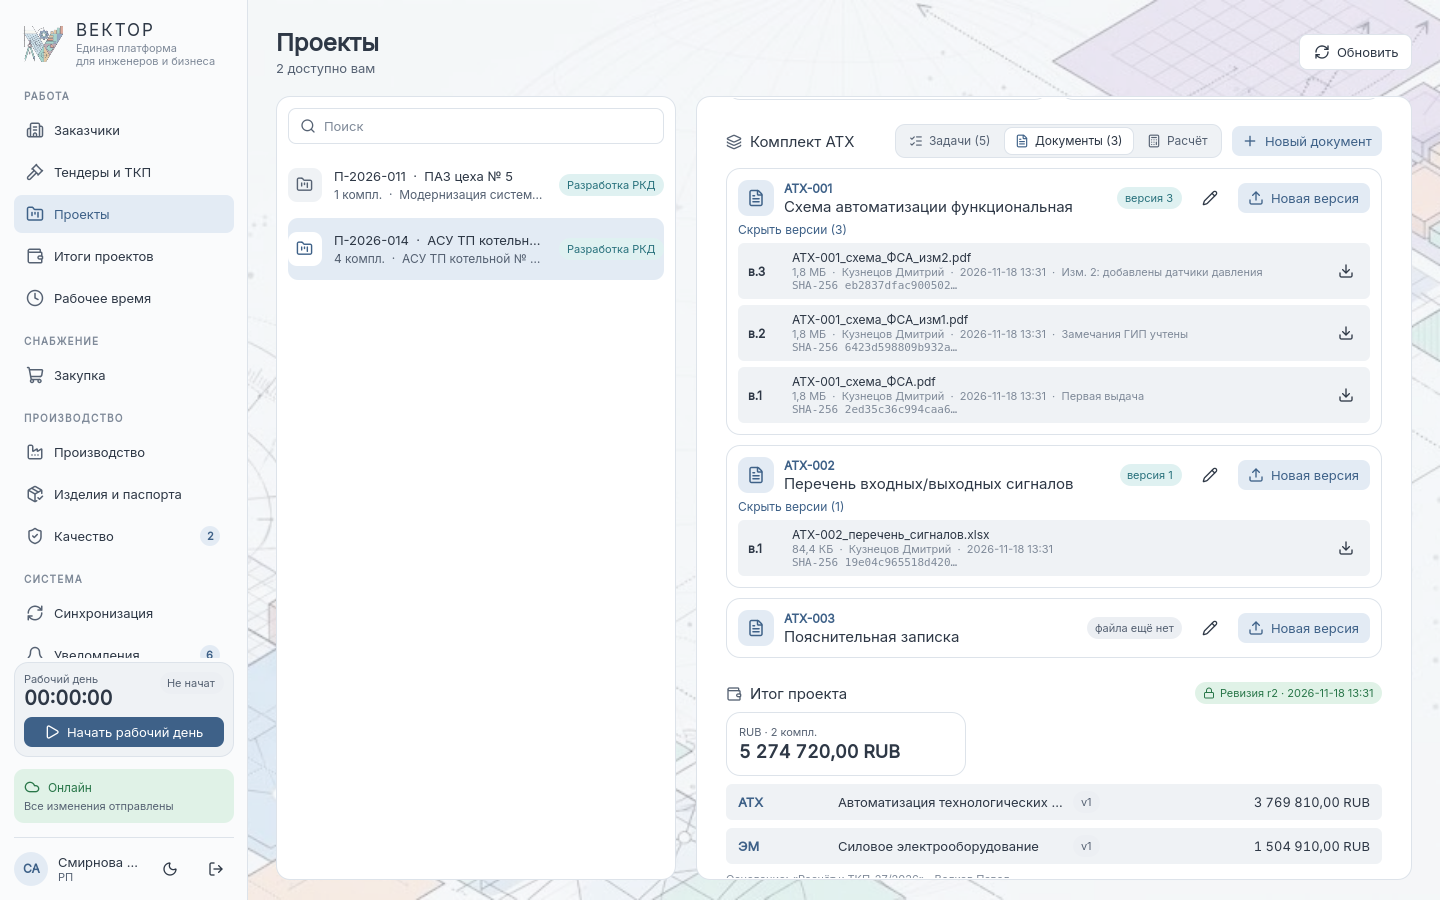 ВЕКТОР
Единая платформа
для инженеров и бизнеса
РАБОТА
Заказчики
Тендеры и ТКП
Проекты
Итоги проектов
Рабочее время
СНАБЖЕНИЕ
Закупка
ПРОИЗВОДСТВО
Производство
Изделия и паспорта
Качество 2
СИСТЕМА
Синхронизация
Уведомления 6
Рабочий день
Не начат
00:00:00
Начать рабочий день
Онлайн
Все изменения отправлены
СА
Смирнова ...
РП
Проекты
2 доступно вам
Обновить
Поиск
П-2026-011 · ПАЗ цеха № 5
1 компл. · Модернизация систем...
Разработка РКД
П-2026-014 · АСУ ТП котельн...
4 компл. · АСУ ТП котельной № ...
Разработка РКД
Комплект АТХ
Задачи (5)
Документы (3)
Расчёт
Новый документ
АТХ-001
Схема автоматизации функциональная
версия 3
Новая версия
Скрыть версии (3)
в.3
АТХ-001_схема_ФСА_изм2.pdf
1,8 МБ · Кузнецов Дмитрий · 2026-11-18 13:31 · Изм. 2: добавлены датчики давления
SHA-256 eb2837dfac900502…
в.2
АТХ-001_схема_ФСА_изм1.pdf
1,8 МБ · Кузнецов Дмитрий · 2026-11-18 13:31 · Замечания ГИП учтены
SHA-256 6423d598809b932a…
в.1
АТХ-001_схема_ФСА.pdf
1,8 МБ · Кузнецов Дмитрий · 2026-11-18 13:31 · Первая выдача
SHA-256 2ed35c36c994caa6…
АТХ-002
Перечень входных/выходных сигналов
версия 1
Новая версия
Скрыть версии (1)
в.1
АТХ-002_перечень_сигналов.xlsx
84,4 КБ · Кузнецов Дмитрий · 2026-11-18 13:31
SHA-256 19e04c965518d420…
АТХ-003
Пояснительная записка
файла ещё нет
Новая версия
Итог проекта
Ревизия r2 · 2026-11-18 13:31
RUB · 2 компл.
5 274 720,00 RUB
АТХ Автоматизация технологических ... v1 3 769 810,00 RUB
ЭМ Силовое электрооборудование v1 1 504 910,00 RUB